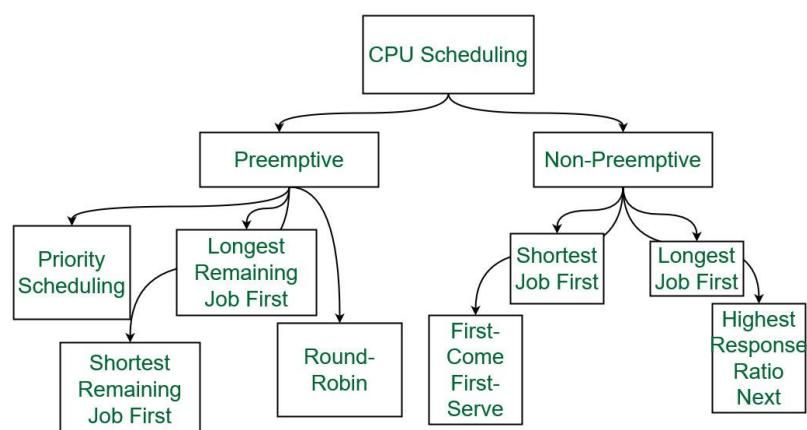 CPU Scheduling
Preemptive
Non-Preemptive
Priority
Scheduling
Longest
Remaining
Job First
Shortest
Remaining
Job First
Round-
Robin
Shortest
Job First
Longest
Job First
First-
Come
First-
Serve
Highest
Response
Ratio
Next